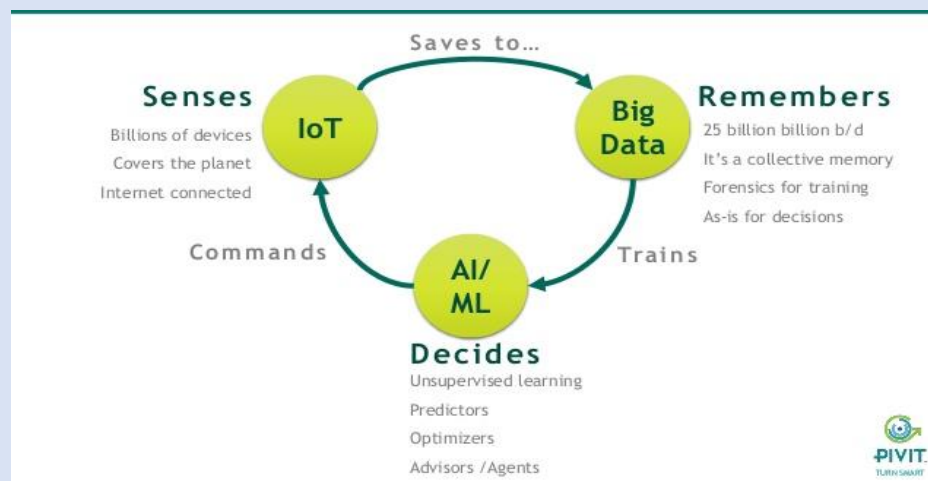 Saves to…
Senses
Billions of devices
Covers the planet
Internet connected
IoT
Big
Data
Remembers
25 billion billion b/d
It's a collective memory
Forensics for training
As-is for decisions
Commands
Trains
AI/
ML
Decides
Unsupervised learning
Predictors
Optimizers
Advisors /Agents
PIVIT
TURN SMART